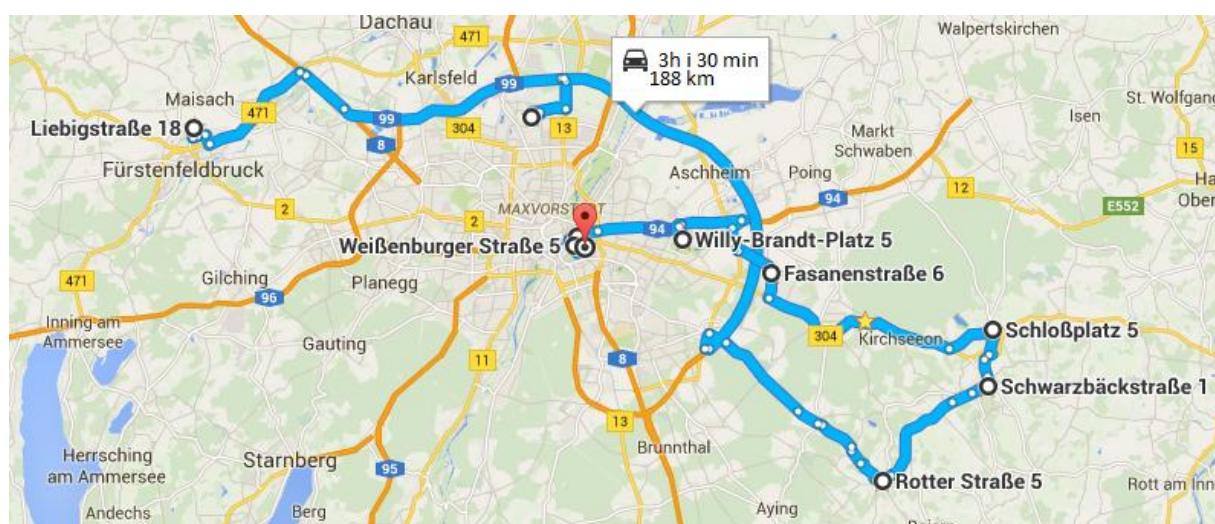 Dachau
Walpertskirchen
471
3h i 30 min
188 km
Karlsfeld
99
Maisach
St. Wolfgang
Isen
471
Liebigstraße 18
99
304
13
Markt
Schwaben
8
15
Fürstenfeldbruck
Aschheim
Poing
12
94
2
MAXVORSTADT
E552
2
94
Weißenburger Straße 5
Willy-Brandt-Platz 5
Gilching
Planegg
Fasanenstraße 6
471
96
Inning am
Ammersee
304
Kirchseeon
Schloßplatz 5
Gauting
11
8
Schwarzbäckstraße 1
13
Brunnthal
Herrsching
am Ammersee
Starnberg
95
Rotter Straße 5
Rott am Inn
Aying
Andechs
Berg